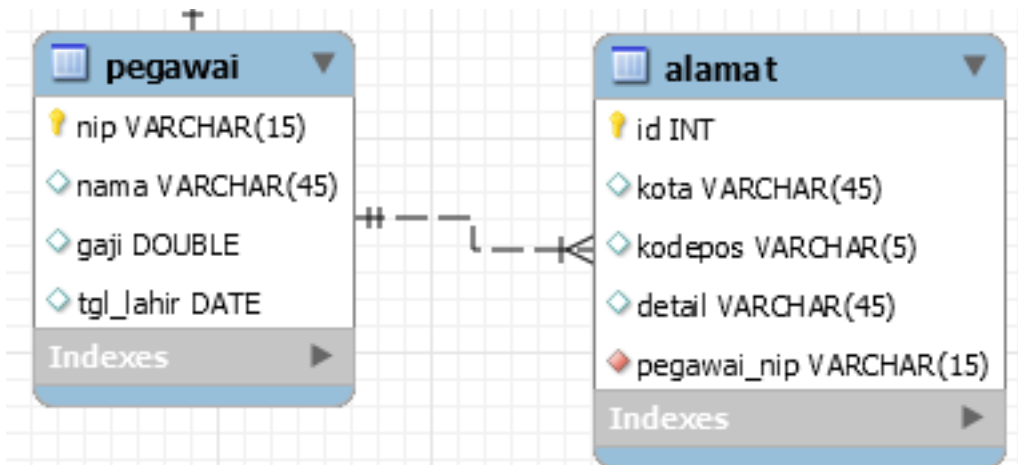 pegawai
nip VARCHAR(15)
nama VARCHAR(45)
gaji DOUBLE
tgl_lahir DATE
Indexes
alamat
id INT
kota VARCHAR(45)
kodepos VARCHAR(5)
detail VARCHAR(45)
pegawai_nip VARCHAR(15)
Indexes